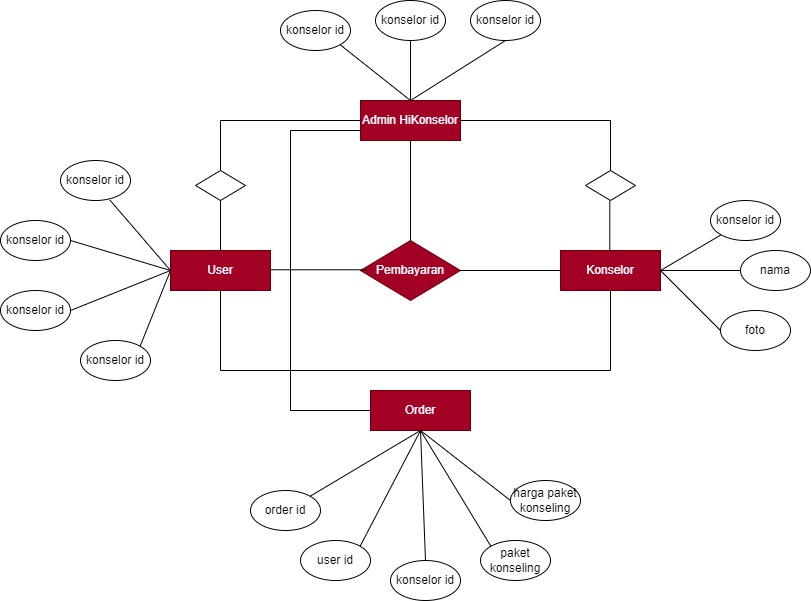 konselor id
konselor id
konselor id
Admin HiKonselor
konselor id
konselor id
konselor id
konselor id
User
Pembayaran
Konselor
konselor id
nama
foto
Order
order id
user id
konselor id
paket
konseling
harga paket
konseling